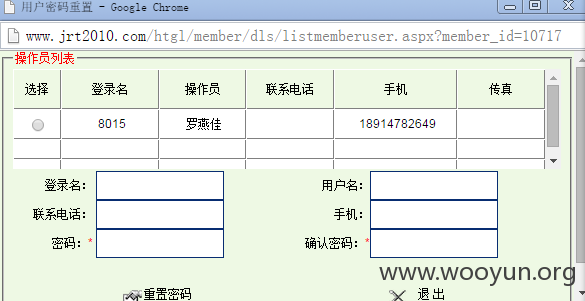 用户密码重置 - Google Chrome
www.jrt2010.com/htgl/member/dls/listmemberuser.aspx?member_id=10717
操作员列表
选择 登录名 操作员 联系电话 手机 传真
8015 罗燕佳 18914782649
登录名: 用户名:
联系电话: 手机:
密码:* 确认密码:*
www.wooyun.org
重置密码 退出